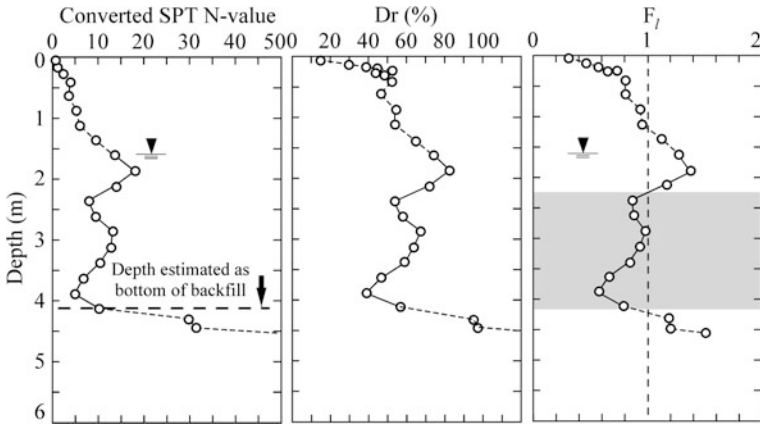 Converted SPT N-value
Dr (%)
F_l
0 10 20 30 40 50
0 20 40 60 80 100
0 1 2
Depth (m)
0
1
2
3
4
5
6
Depth estimated as
bottom of backfill